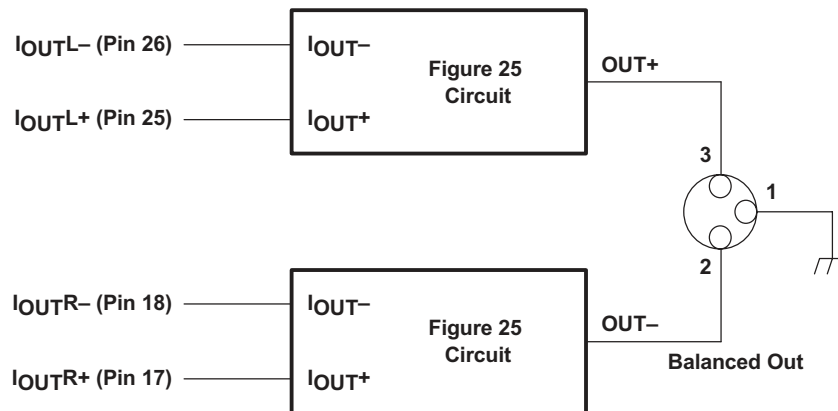 IOUTL– (Pin 26)
IOUT–
Figure 25
Circuit
OUT+
IOUTL+ (Pin 25)
IOUT+
3
1
2
IOUTR– (Pin 18)
IOUT–
Figure 25
Circuit
OUT–
Balanced Out
IOUTR+ (Pin 17)
IOUT+